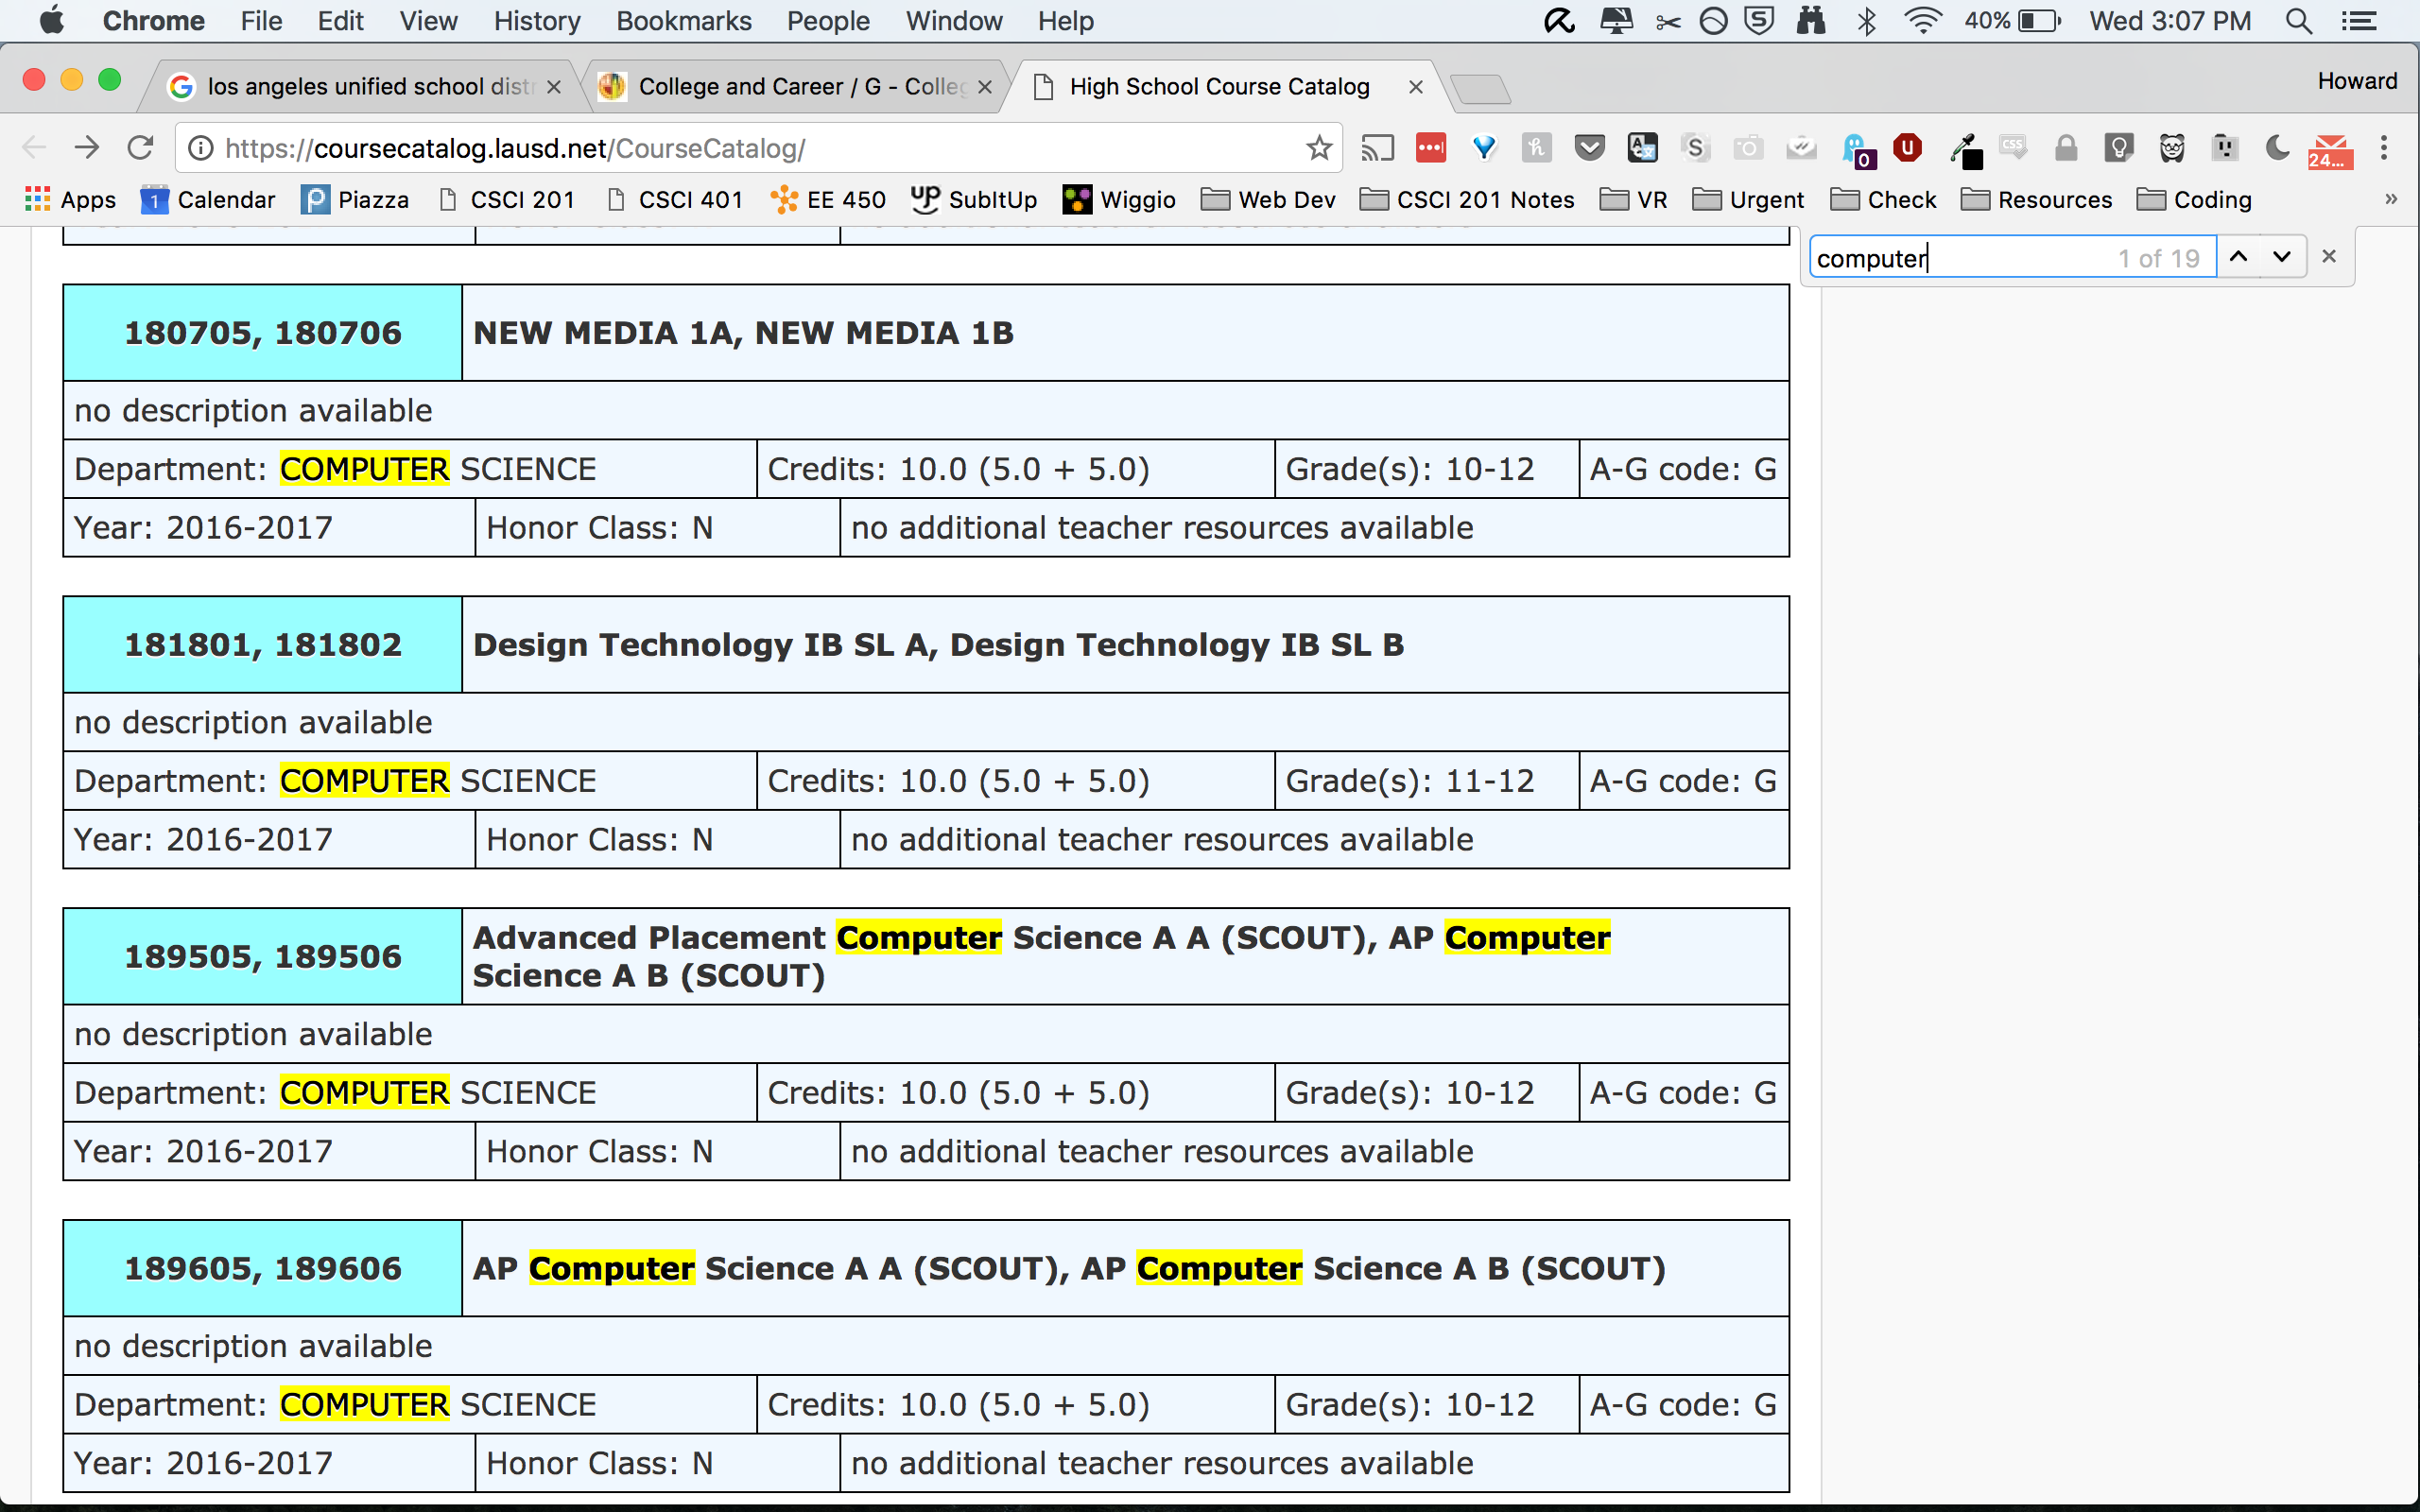 Chrome File Edit View History Bookmarks People Window Help 40% Wed 3:07 PM
los angeles unified school distr College and Career / G - Colleg High School Course Catalog Howard
https://coursecatalog.lausd.net/CourseCatalog/ 0 24...
Apps Calendar Piazza CSCI 201 CSCI 401 EE 450 SubItUp Wiggio Web Dev CSCI 201 Notes VR Urgent Check Resources Coding »
computer 1 of 19
180705, 180706 NEW MEDIA 1A, NEW MEDIA 1B
no description available
Department: COMPUTER SCIENCE Credits: 10.0 (5.0 + 5.0) Grade(s): 10-12 A-G code: G
Year: 2016-2017 Honor Class: N no additional teacher resources available
181801, 181802 Design Technology IB SL A, Design Technology IB SL B
no description available
Department: COMPUTER SCIENCE Credits: 10.0 (5.0 + 5.0) Grade(s): 11-12 A-G code: G
Year: 2016-2017 Honor Class: N no additional teacher resources available
189505, 189506 Advanced Placement Computer Science A A (SCOUT), AP Computer
Science A B (SCOUT)
no description available
Department: COMPUTER SCIENCE Credits: 10.0 (5.0 + 5.0) Grade(s): 10-12 A-G code: G
Year: 2016-2017 Honor Class: N no additional teacher resources available
189605, 189606 AP Computer Science A A (SCOUT), AP Computer Science A B (SCOUT)
no description available
Department: COMPUTER SCIENCE Credits: 10.0 (5.0 + 5.0) Grade(s): 10-12 A-G code: G
Year: 2016-2017 Honor Class: N no additional teacher resources available